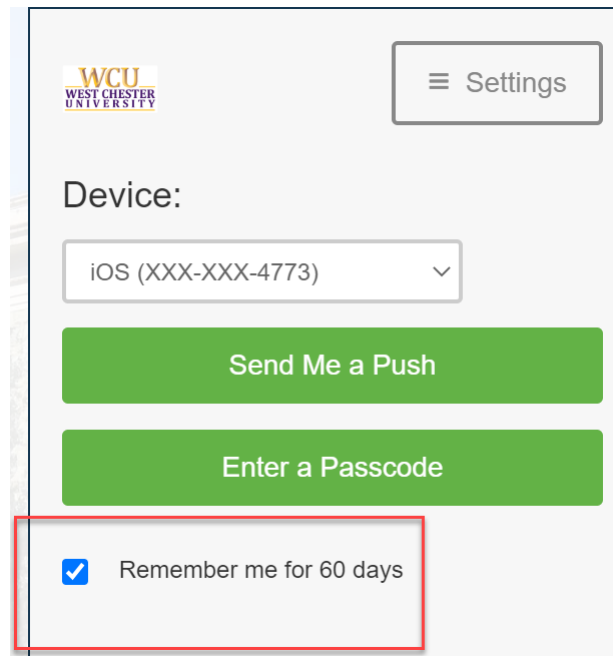 WCU
WEST CHESTER
UNIVERSITY
≡ Settings
Device:
iOS (XXX-XXX-4773)
Send Me a Push
Enter a Passcode
Remember me for 60 days